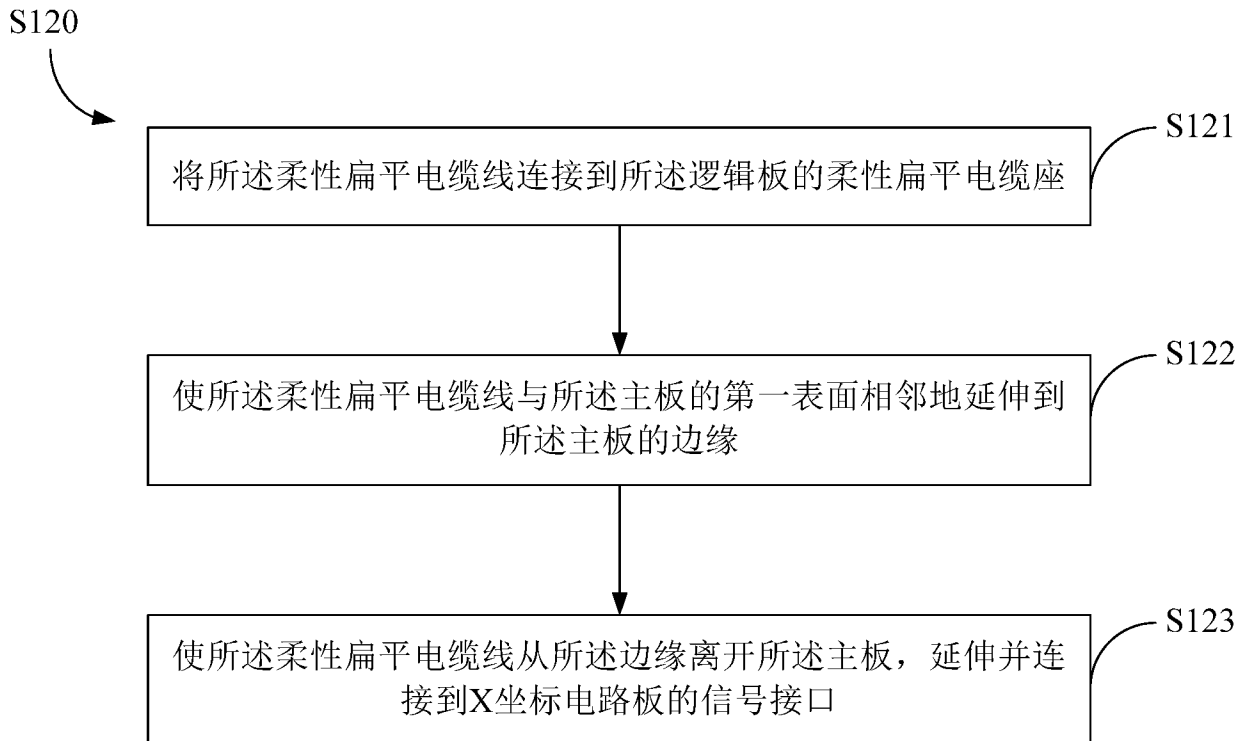 S120
S121
将所述柔性扁平电缆线连接到所述逻辑板的柔性扁平电缆座
S122
使所述柔性扁平电缆线与所述主板的第一表面相邻地延伸到
所述主板的边缘
S123
使所述柔性扁平电缆线从所述边缘离开所述主板，延伸并连
接到X坐标电路板的信号接口